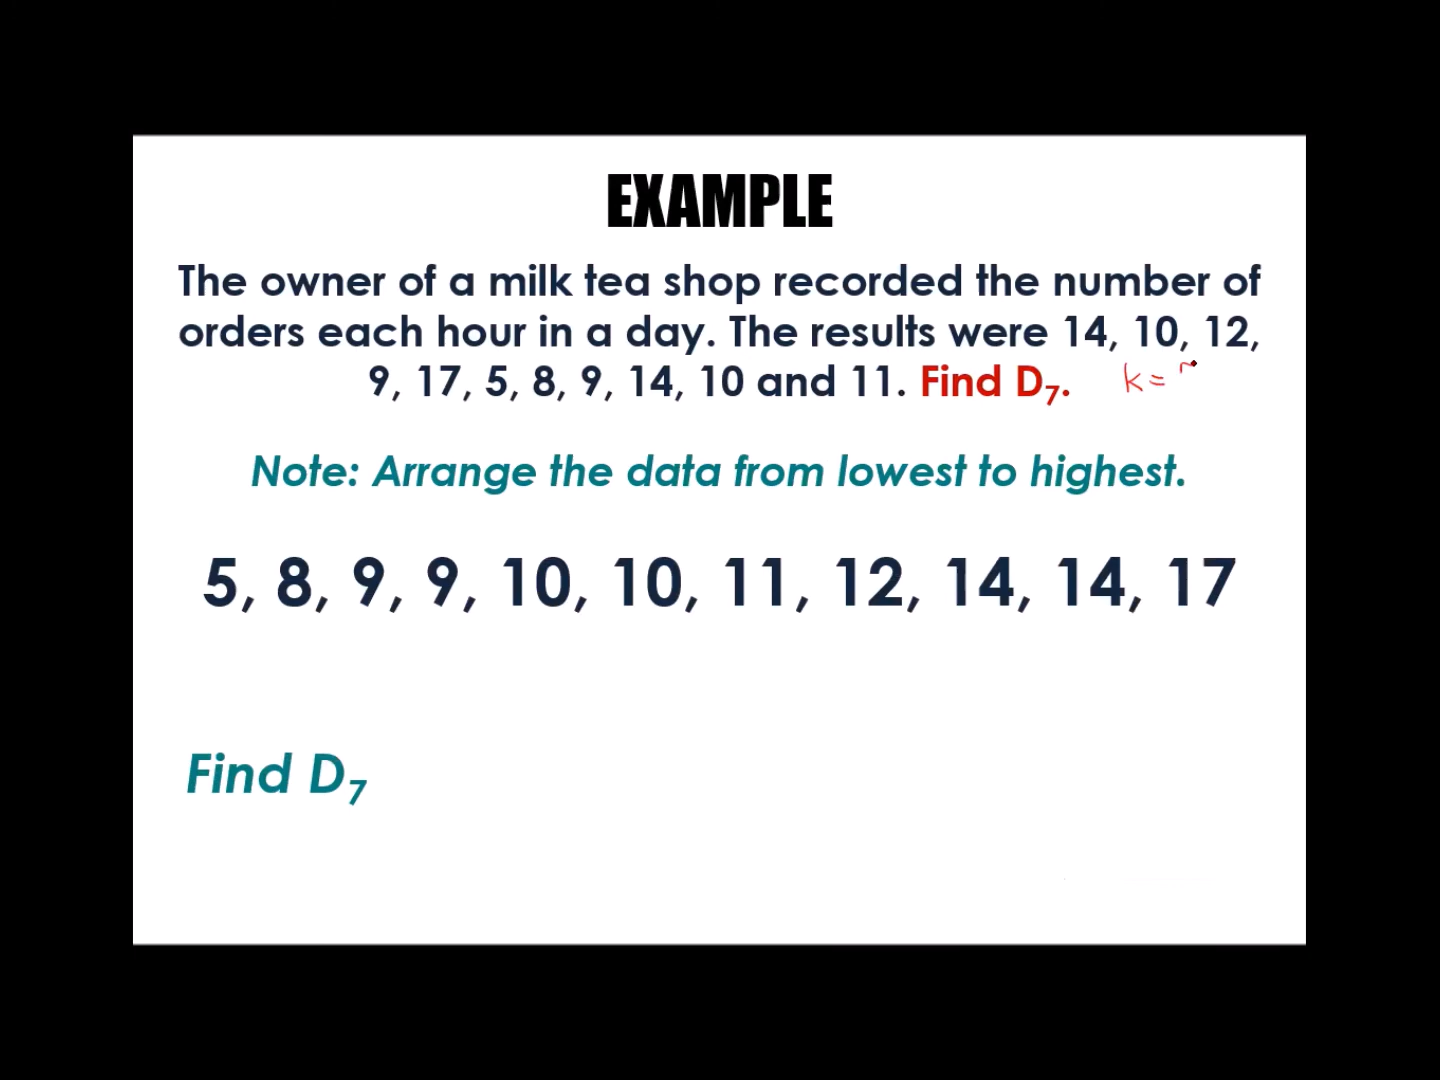 EXAMPLE
The owner of a milk tea shop recorded the number of
orders each hour in a day. The results were 14, 10, 12,
9, 17, 5, 8, 9, 14, 10 and 11. Find D₇.
k =
Note: Arrange the data from lowest to highest.
5, 8, 9, 9, 10, 10, 11, 12, 14, 14, 17
Find D₇